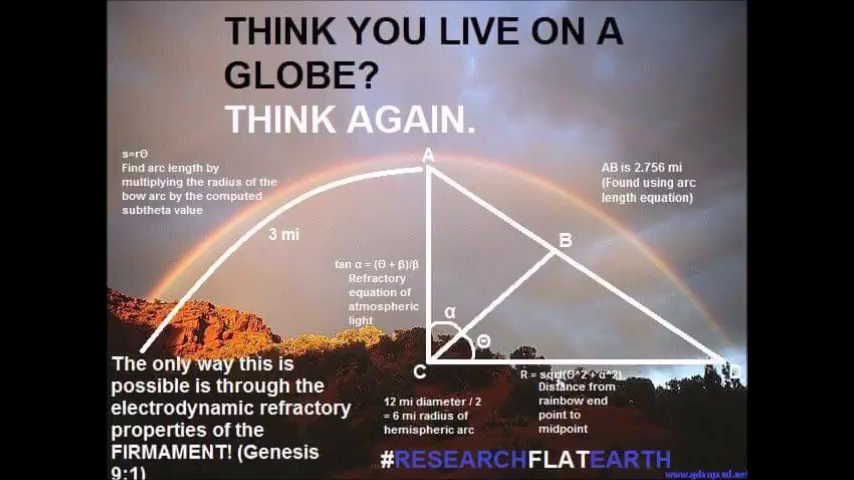 THINK YOU LIVE ON A
GLOBE?
THINK AGAIN.
s=rΘ
Find arc length by
multiplying the radius of the
bow arc by the computed
subtheta value
A
AB is 2.756 mi
(Found using arc
length equation)
3 mi
B
tan α = (Θ + β)/β
Refractory
equation of
atmospheric
light
α
Θ
C
D
The only way this is
possible is through the
electrodynamic refractory
properties of the
FIRMAMENT! (Genesis
9:1)
12 mi diameter / 2
= 6 mi radius of
hemispheric arc
R = sqrt(Θ^2 + α^2)
Distance from
rainbow end
point to
midpoint
#RESEARCHFLATEARTH